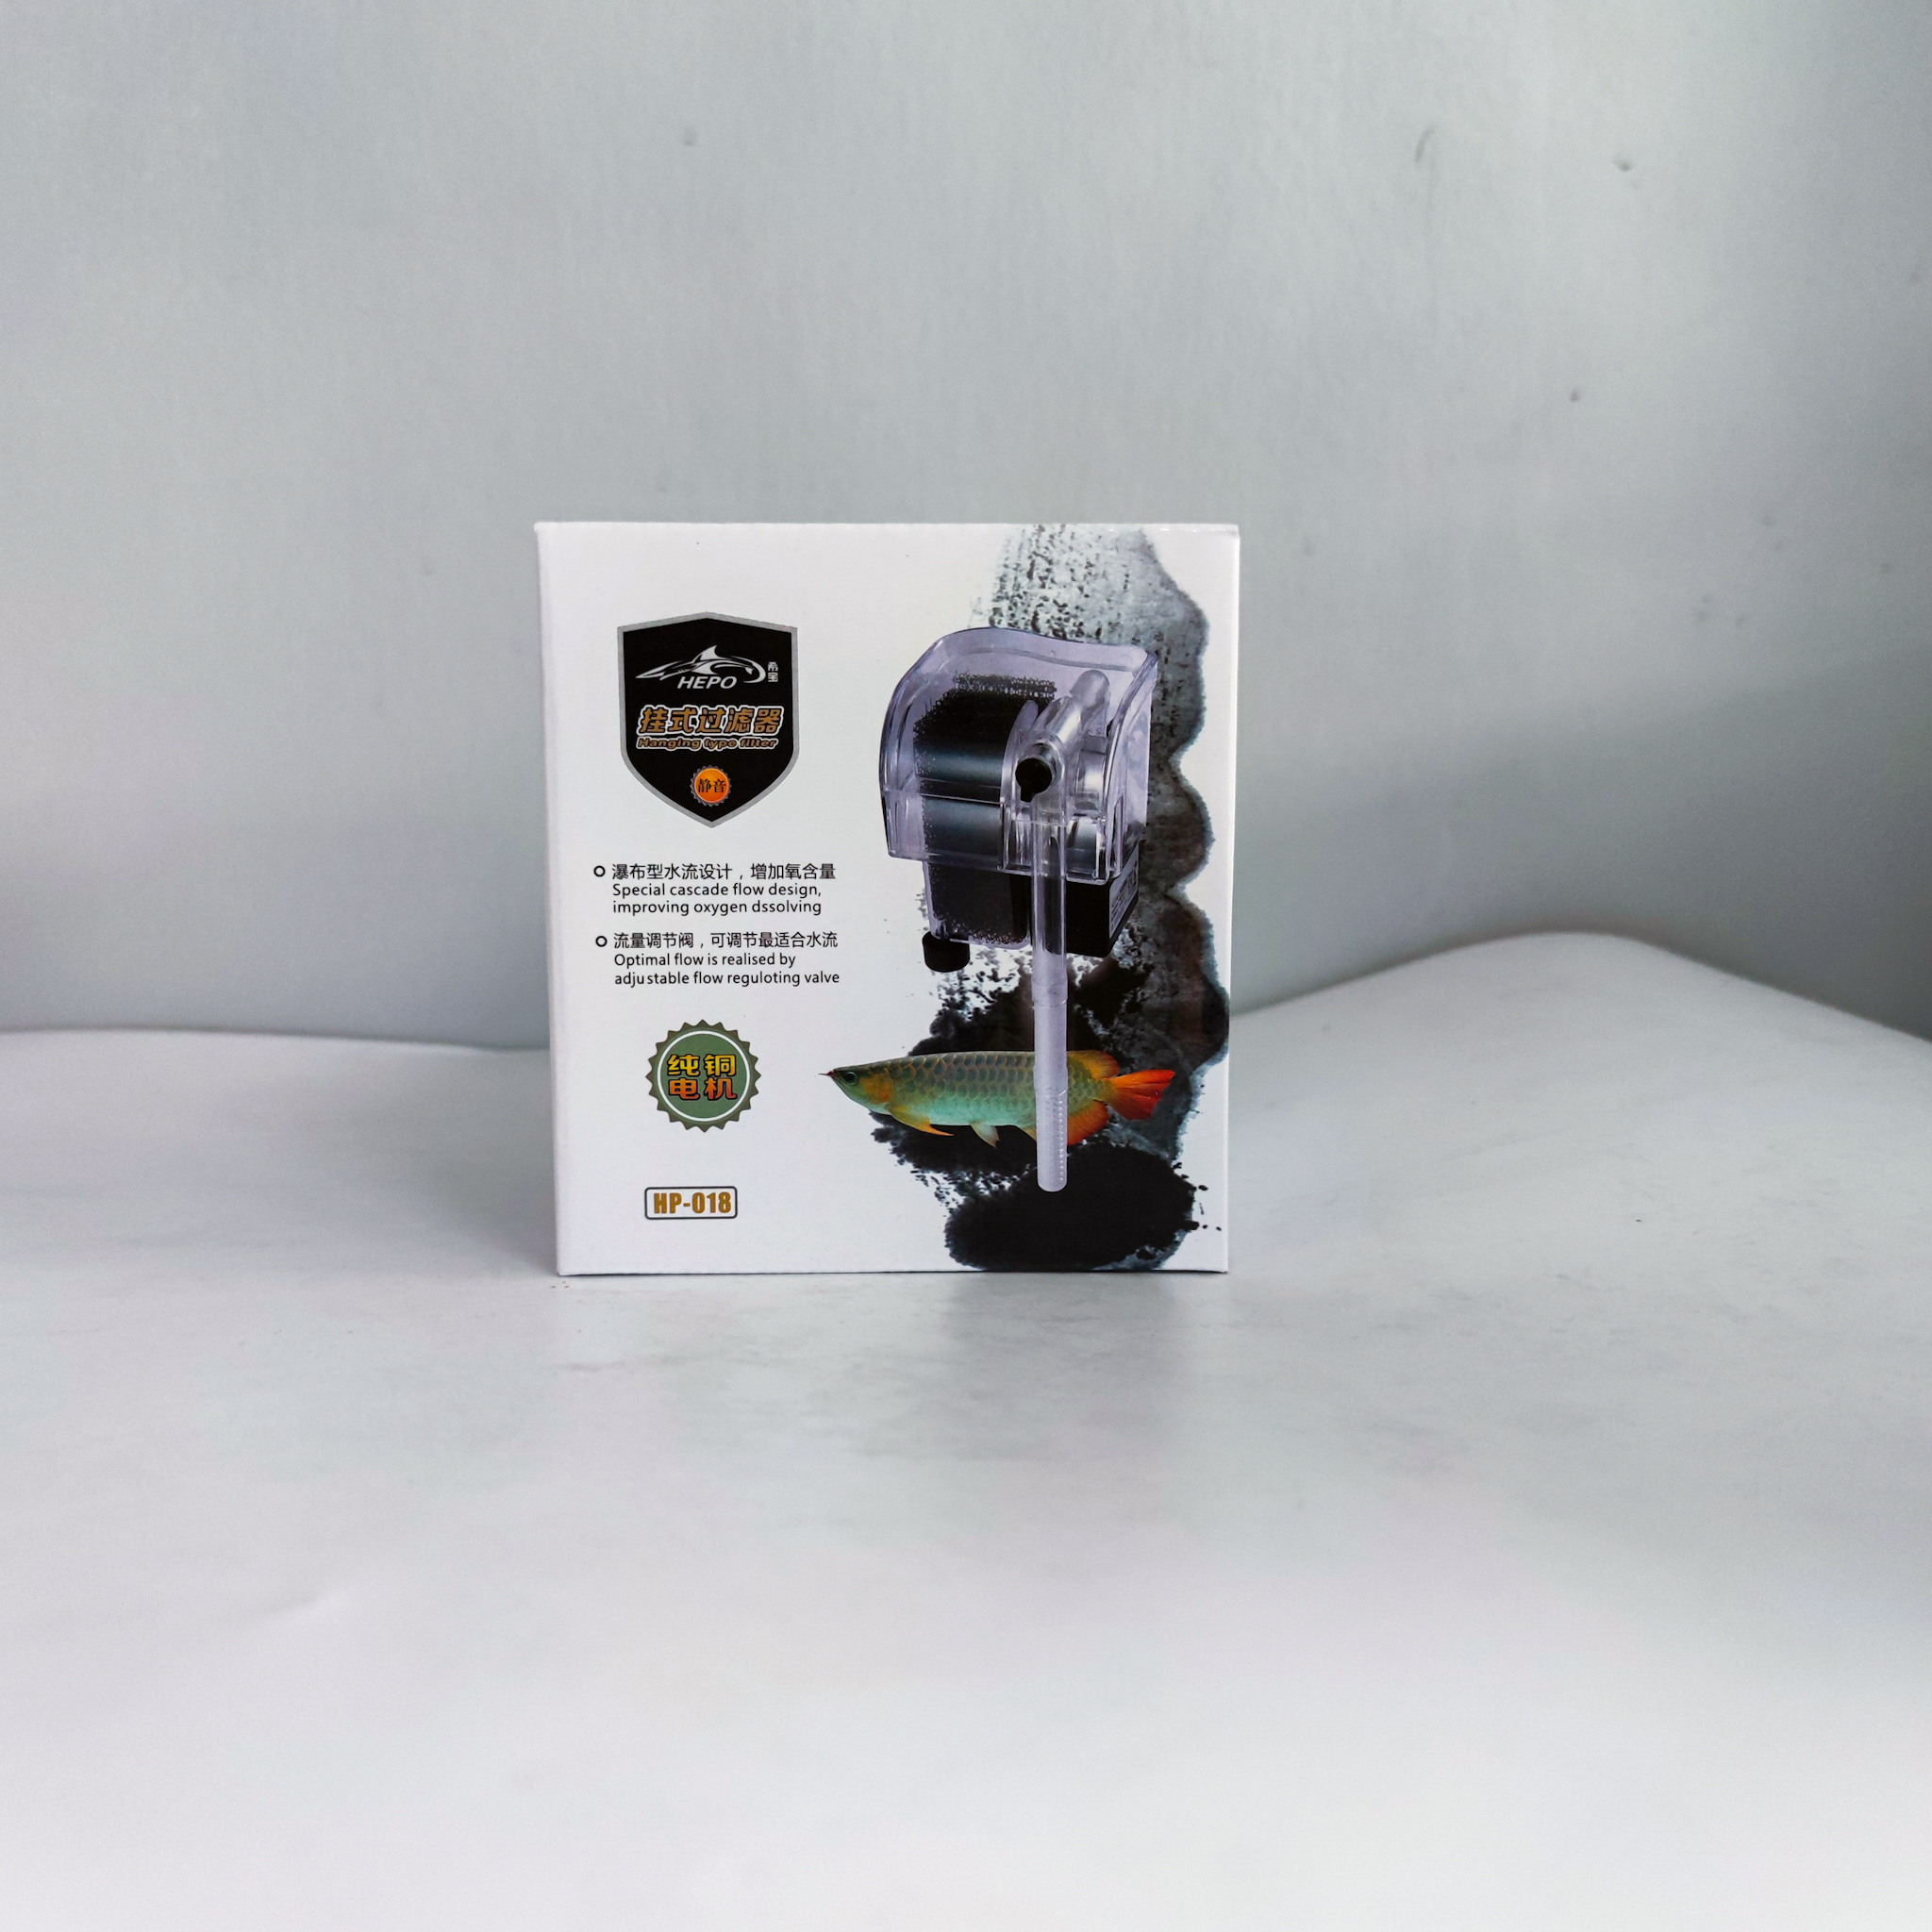 HEPO
希宝
挂式过滤器
Hanging type filter
静音
瀑布型水流设计，增加氧含量
Special cascade flow design,
improving oxygen dssolving
流量调节阀，可调节最适合水流
Optimal flow is realised by
adjustable flow reguloting valve
纯铜
电机
HP-018